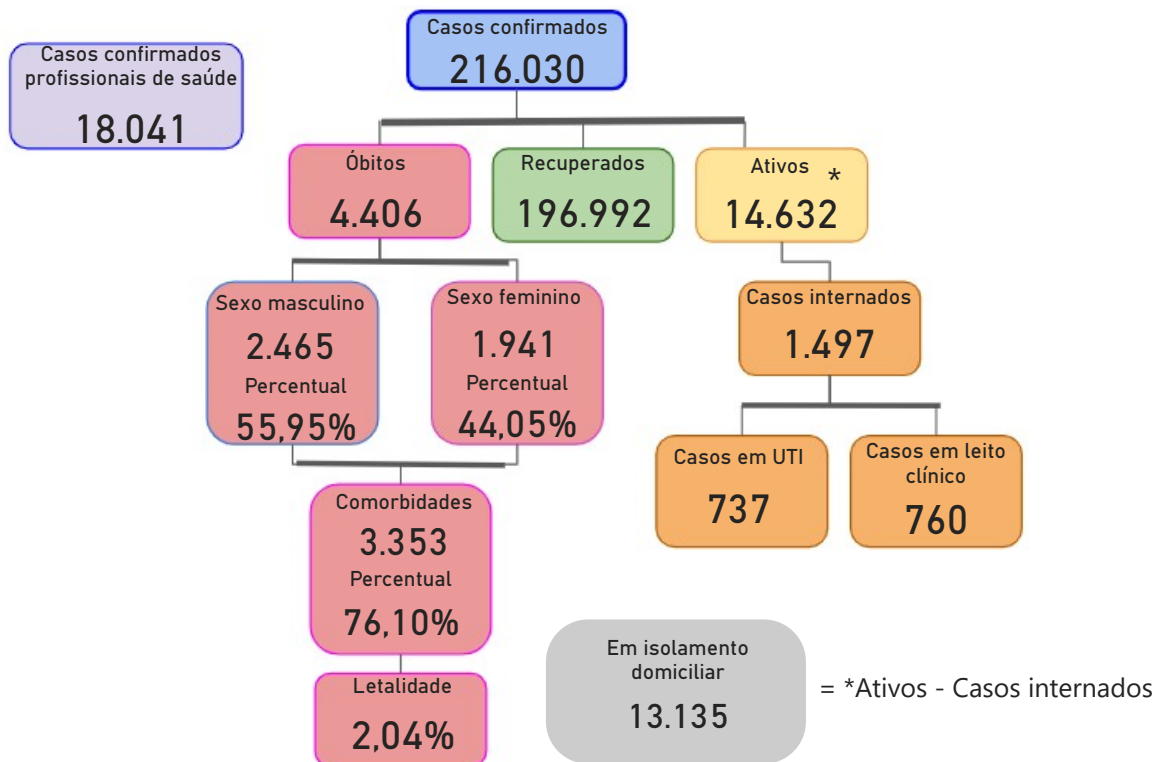 Casos confirmados
profissionais de saúde
18.041
Casos confirmados
216.030
Óbitos
4.406
Recuperados
196.992
Ativos *
14.632
Sexo masculino
2.465
Percentual
55,95%
Sexo feminino
1.941
Percentual
44,05%
Casos internados
1.497
Casos em UTI
737
Casos em leito
clínico
760
Comorbidades
3.353
Percentual
76,10%
Letalidade
2,04%
Em isolamento
domiciliar
13.135
= *Ativos - Casos internados